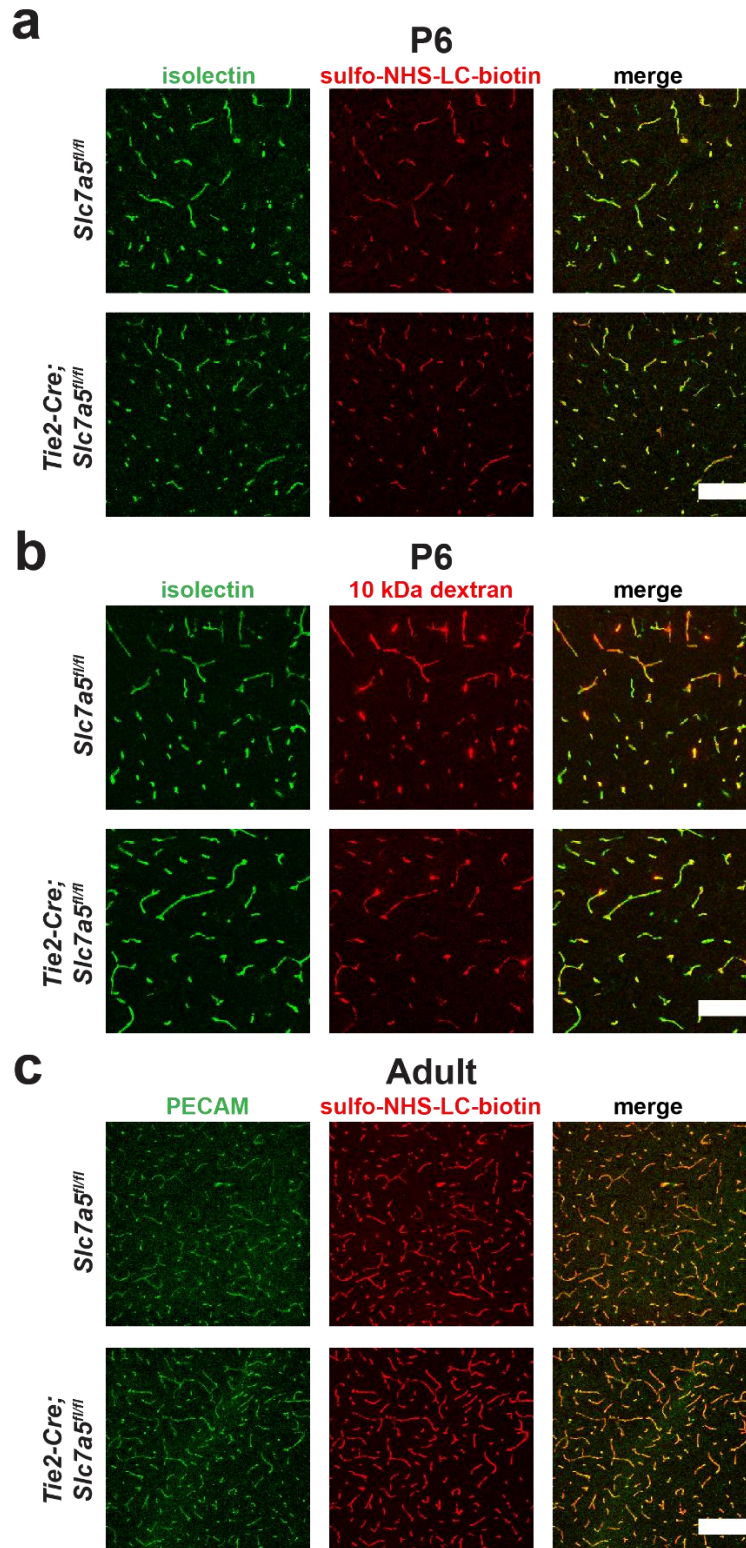 a
P6
isolectin sulfo-NHS-LC-biotin merge
Slc7a5fl/fl
Tie2-Cre;
Slc7a5fl/fl
b
P6
isolectin 10 kDa dextran merge
Slc7a5fl/fl
Tie2-Cre;
Slc7a5fl/fl
c
Adult
PECAM sulfo-NHS-LC-biotin merge
Slc7a5fl/fl
Tie2-Cre;
Slc7a5fl/fl